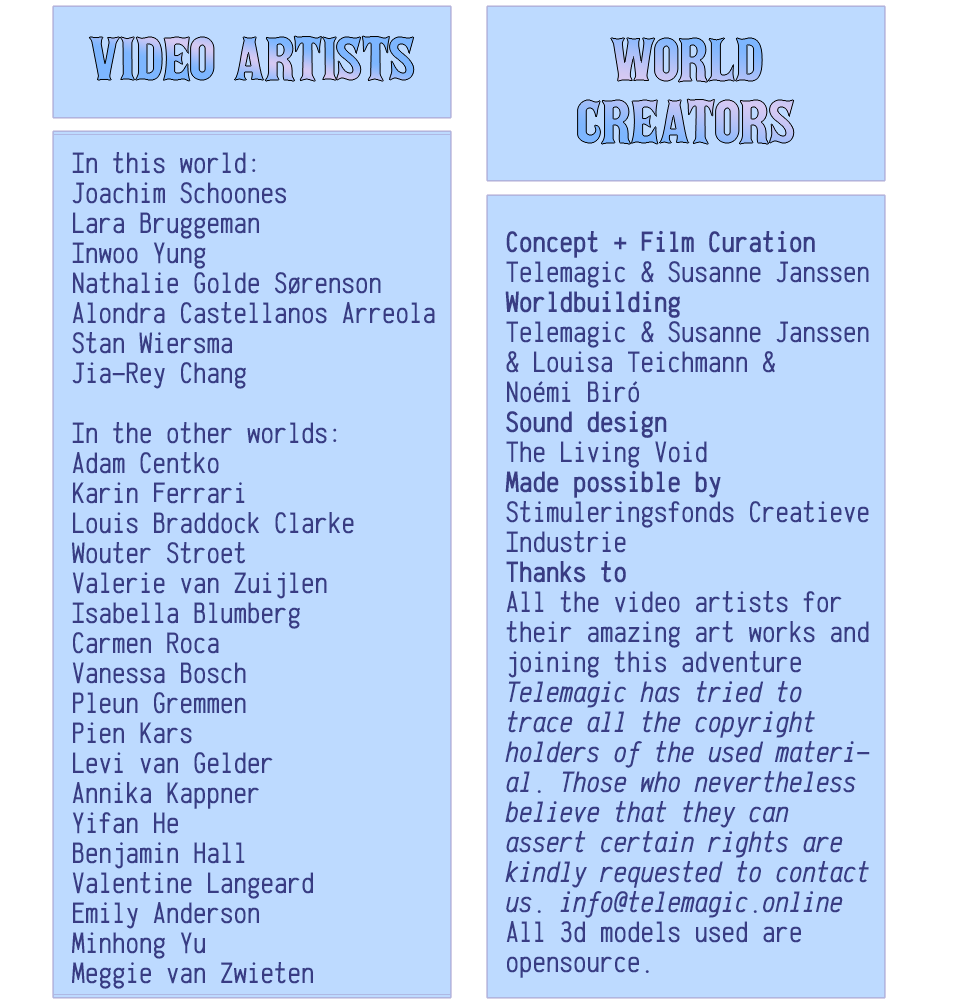 VIDEO ARTISTS
In this world:
Joachim Schoones
Lara Bruggeman
Inwoo Yung
Nathalie Golde Sørenson
Alondra Castellanos Arreola
Stan Wiersma
Jia-Rey Chang
In the other worlds:
Adam Centko
Karin Ferrari
Louis Braddock Clarke
Wouter Stroet
Valerie van Zuijlen
Isabella Blumberg
Carmen Roca
Vanessa Bosch
Pleun Gremmen
Pien Kars
Levi van Gelder
Annika Kappner
Yifan He
Benjamin Hall
Valentine Langeard
Emily Anderson
Minhong Yu
Meggie van Zwieten
WORLD
CREATORS
Concept + Film Curation
Telemagic & Susanne Janssen
Worldbuilding
Telemagic & Susanne Janssen
& Louisa Teichmann &
Noémi Biró
Sound design
The Living Void
Made possible by
Stimuleringsfonds Creatieve
Industrie
Thanks to
All the video artists for
their amazing art works and
joining this adventure
Telemagic has tried to
trace all the copyright
holders of the used materi-
al. Those who nevertheless
believe that they can
assert certain rights are
kindly requested to contact
us. info@telemagic.online
All 3d models used are
opensource.